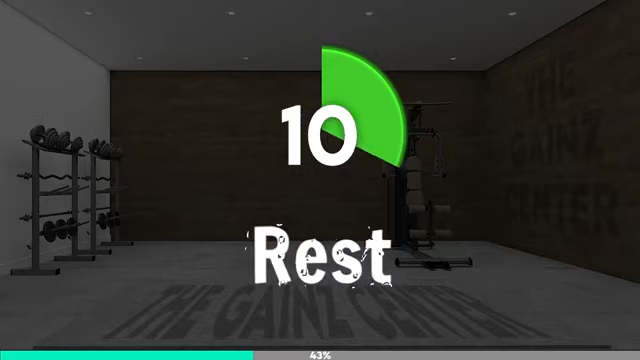 10
Rest
THE
GAINZ
CENTER
THE GAINZ CENTER
43%